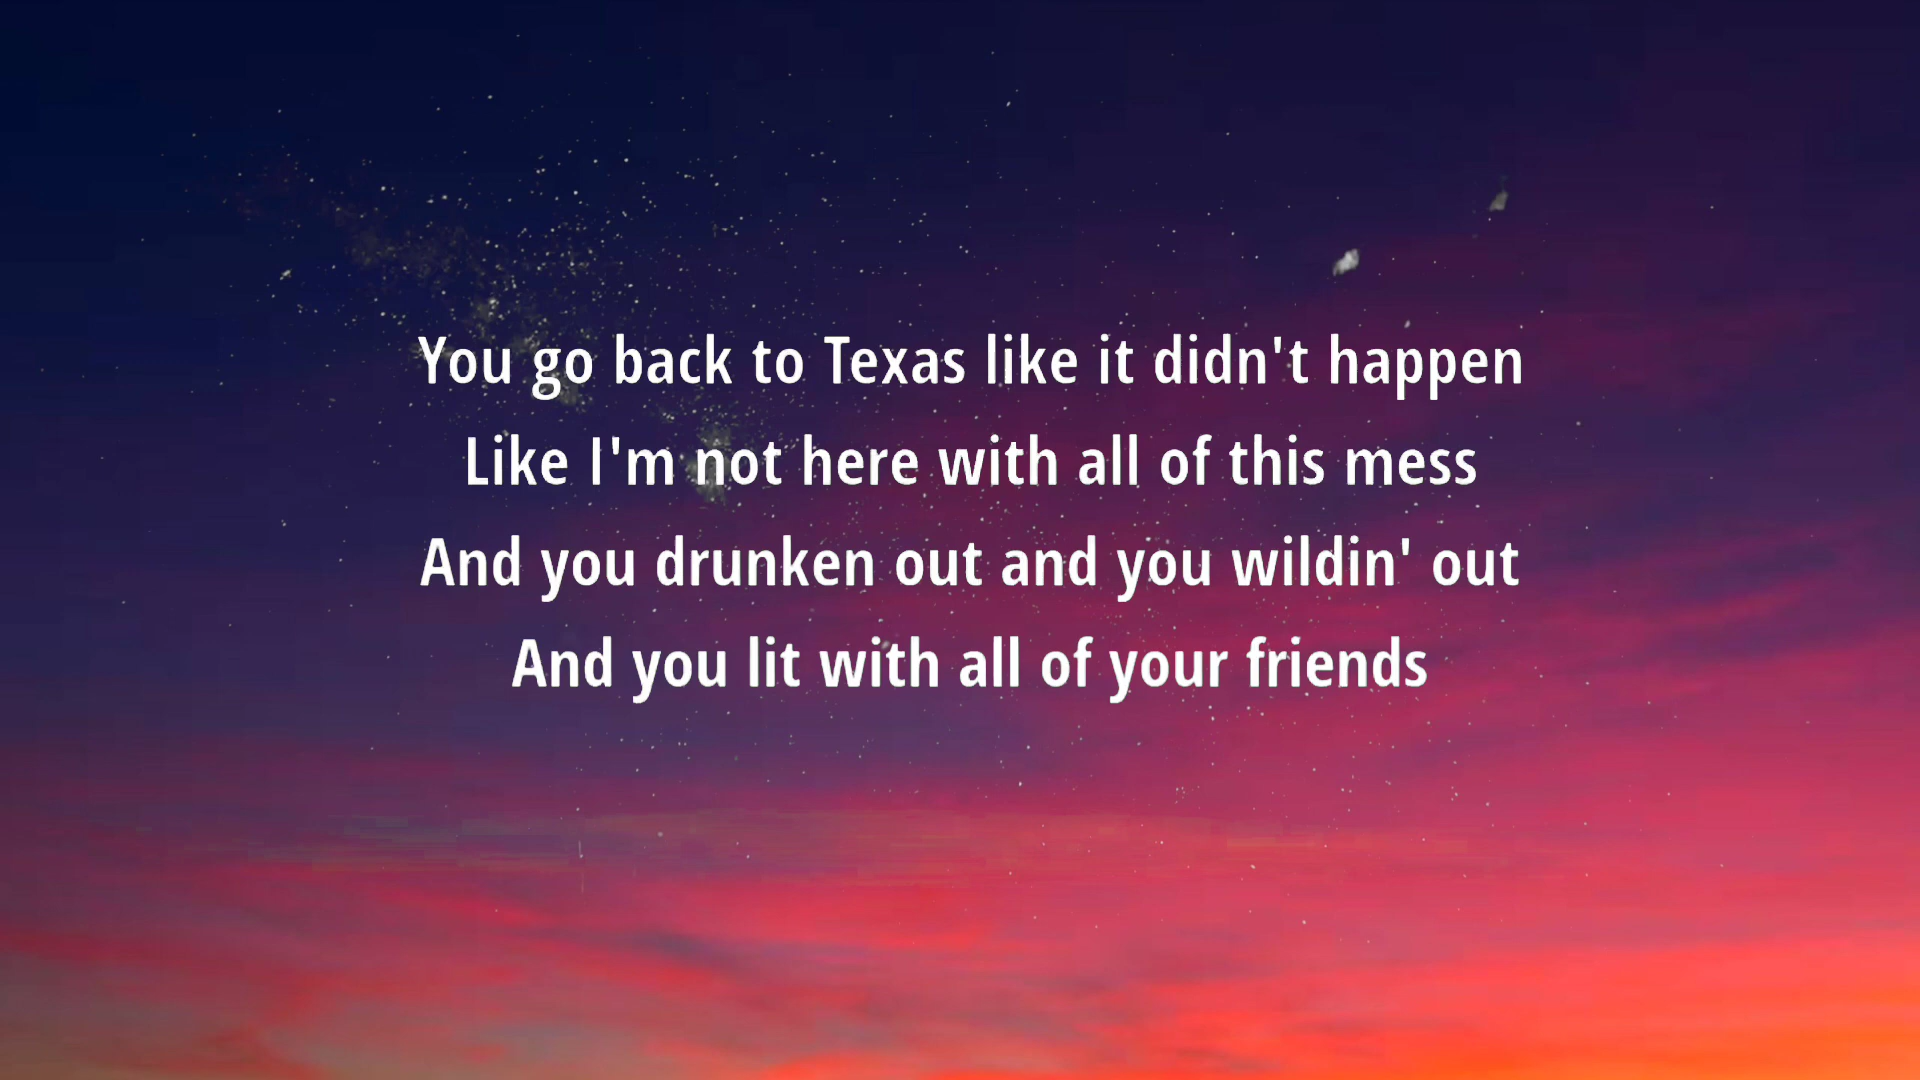 You go back to Texas like it didn't happen
Like I'm not here with all of this mess
And you drunken out and you wildin' out
And you lit with all of your friends